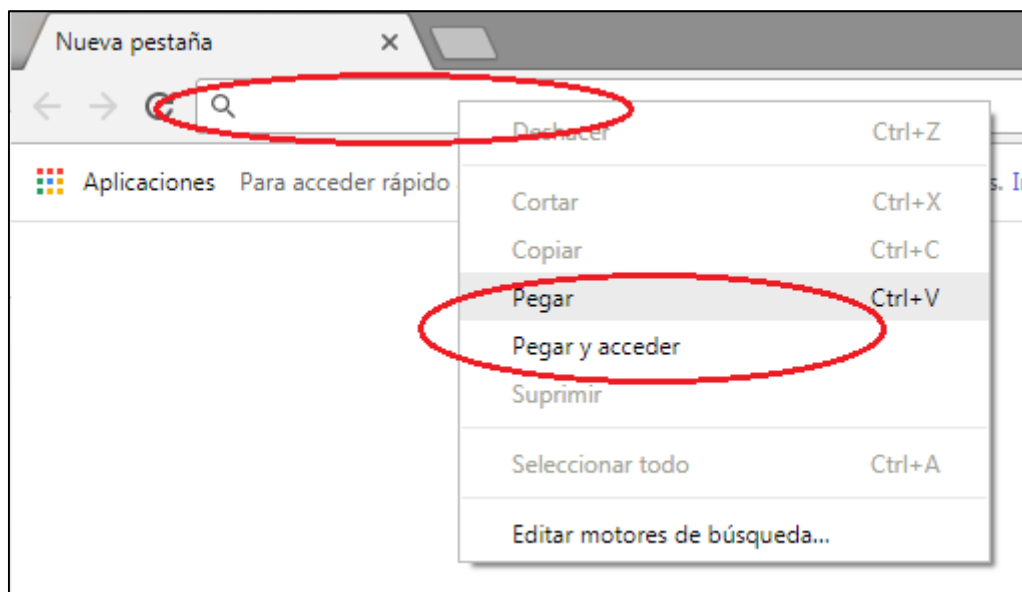 Nueva pestaña
Deshacer Ctrl+Z
Aplicaciones Para acceder rápido s. I
Cortar Ctrl+X
Copiar Ctrl+C
Pegar Ctrl+V
Pegar y acceder
Suprimir
Seleccionar todo Ctrl+A
Editar motores de búsqueda...